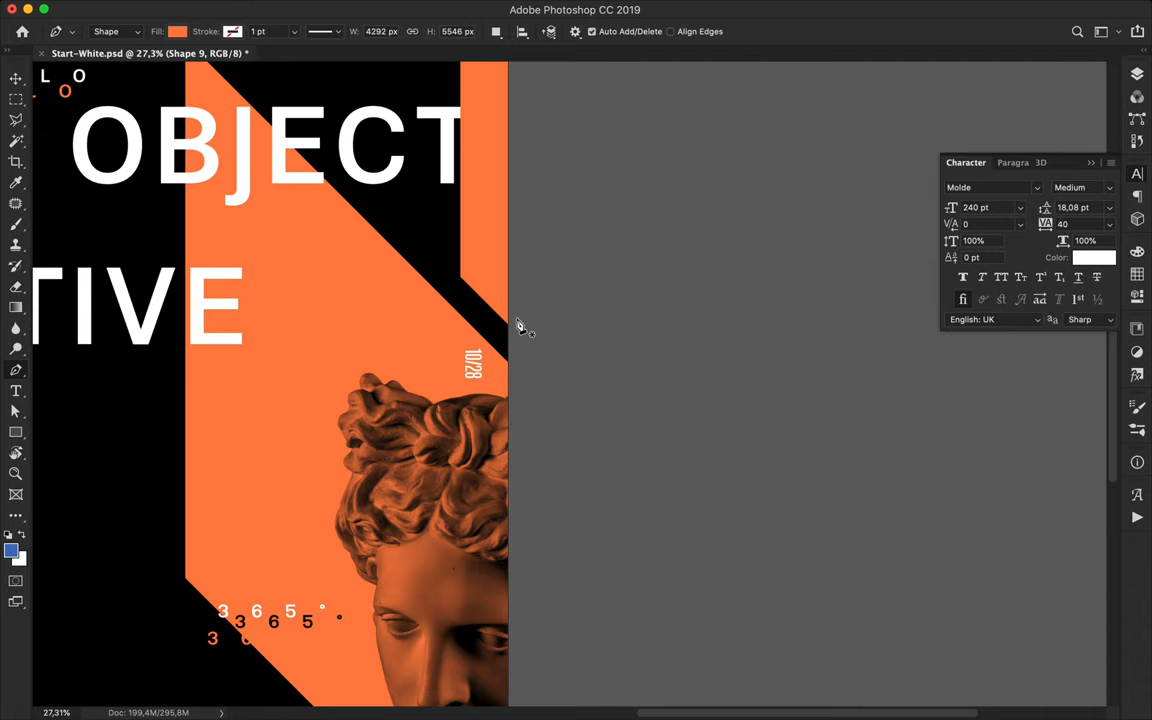 Adobe Photoshop CC 2019
Shape Fill: Stroke: 1 pt W: 4292 px H: 5546 px Auto Add/Delete Align Edges
Start-White.psd @ 27,3% (Shape 9, RGB/8) *
L O
O
OBJECT
TIVE
10/28
3 6 5 °
3 6 5 °
3 6
Character Paragra 3D
Molde Medium
240 pt 18,08 pt
0 40
100% 100%
0 pt Color:
English: UK Sharp
27,31% Doc: 199,4M/295,8M